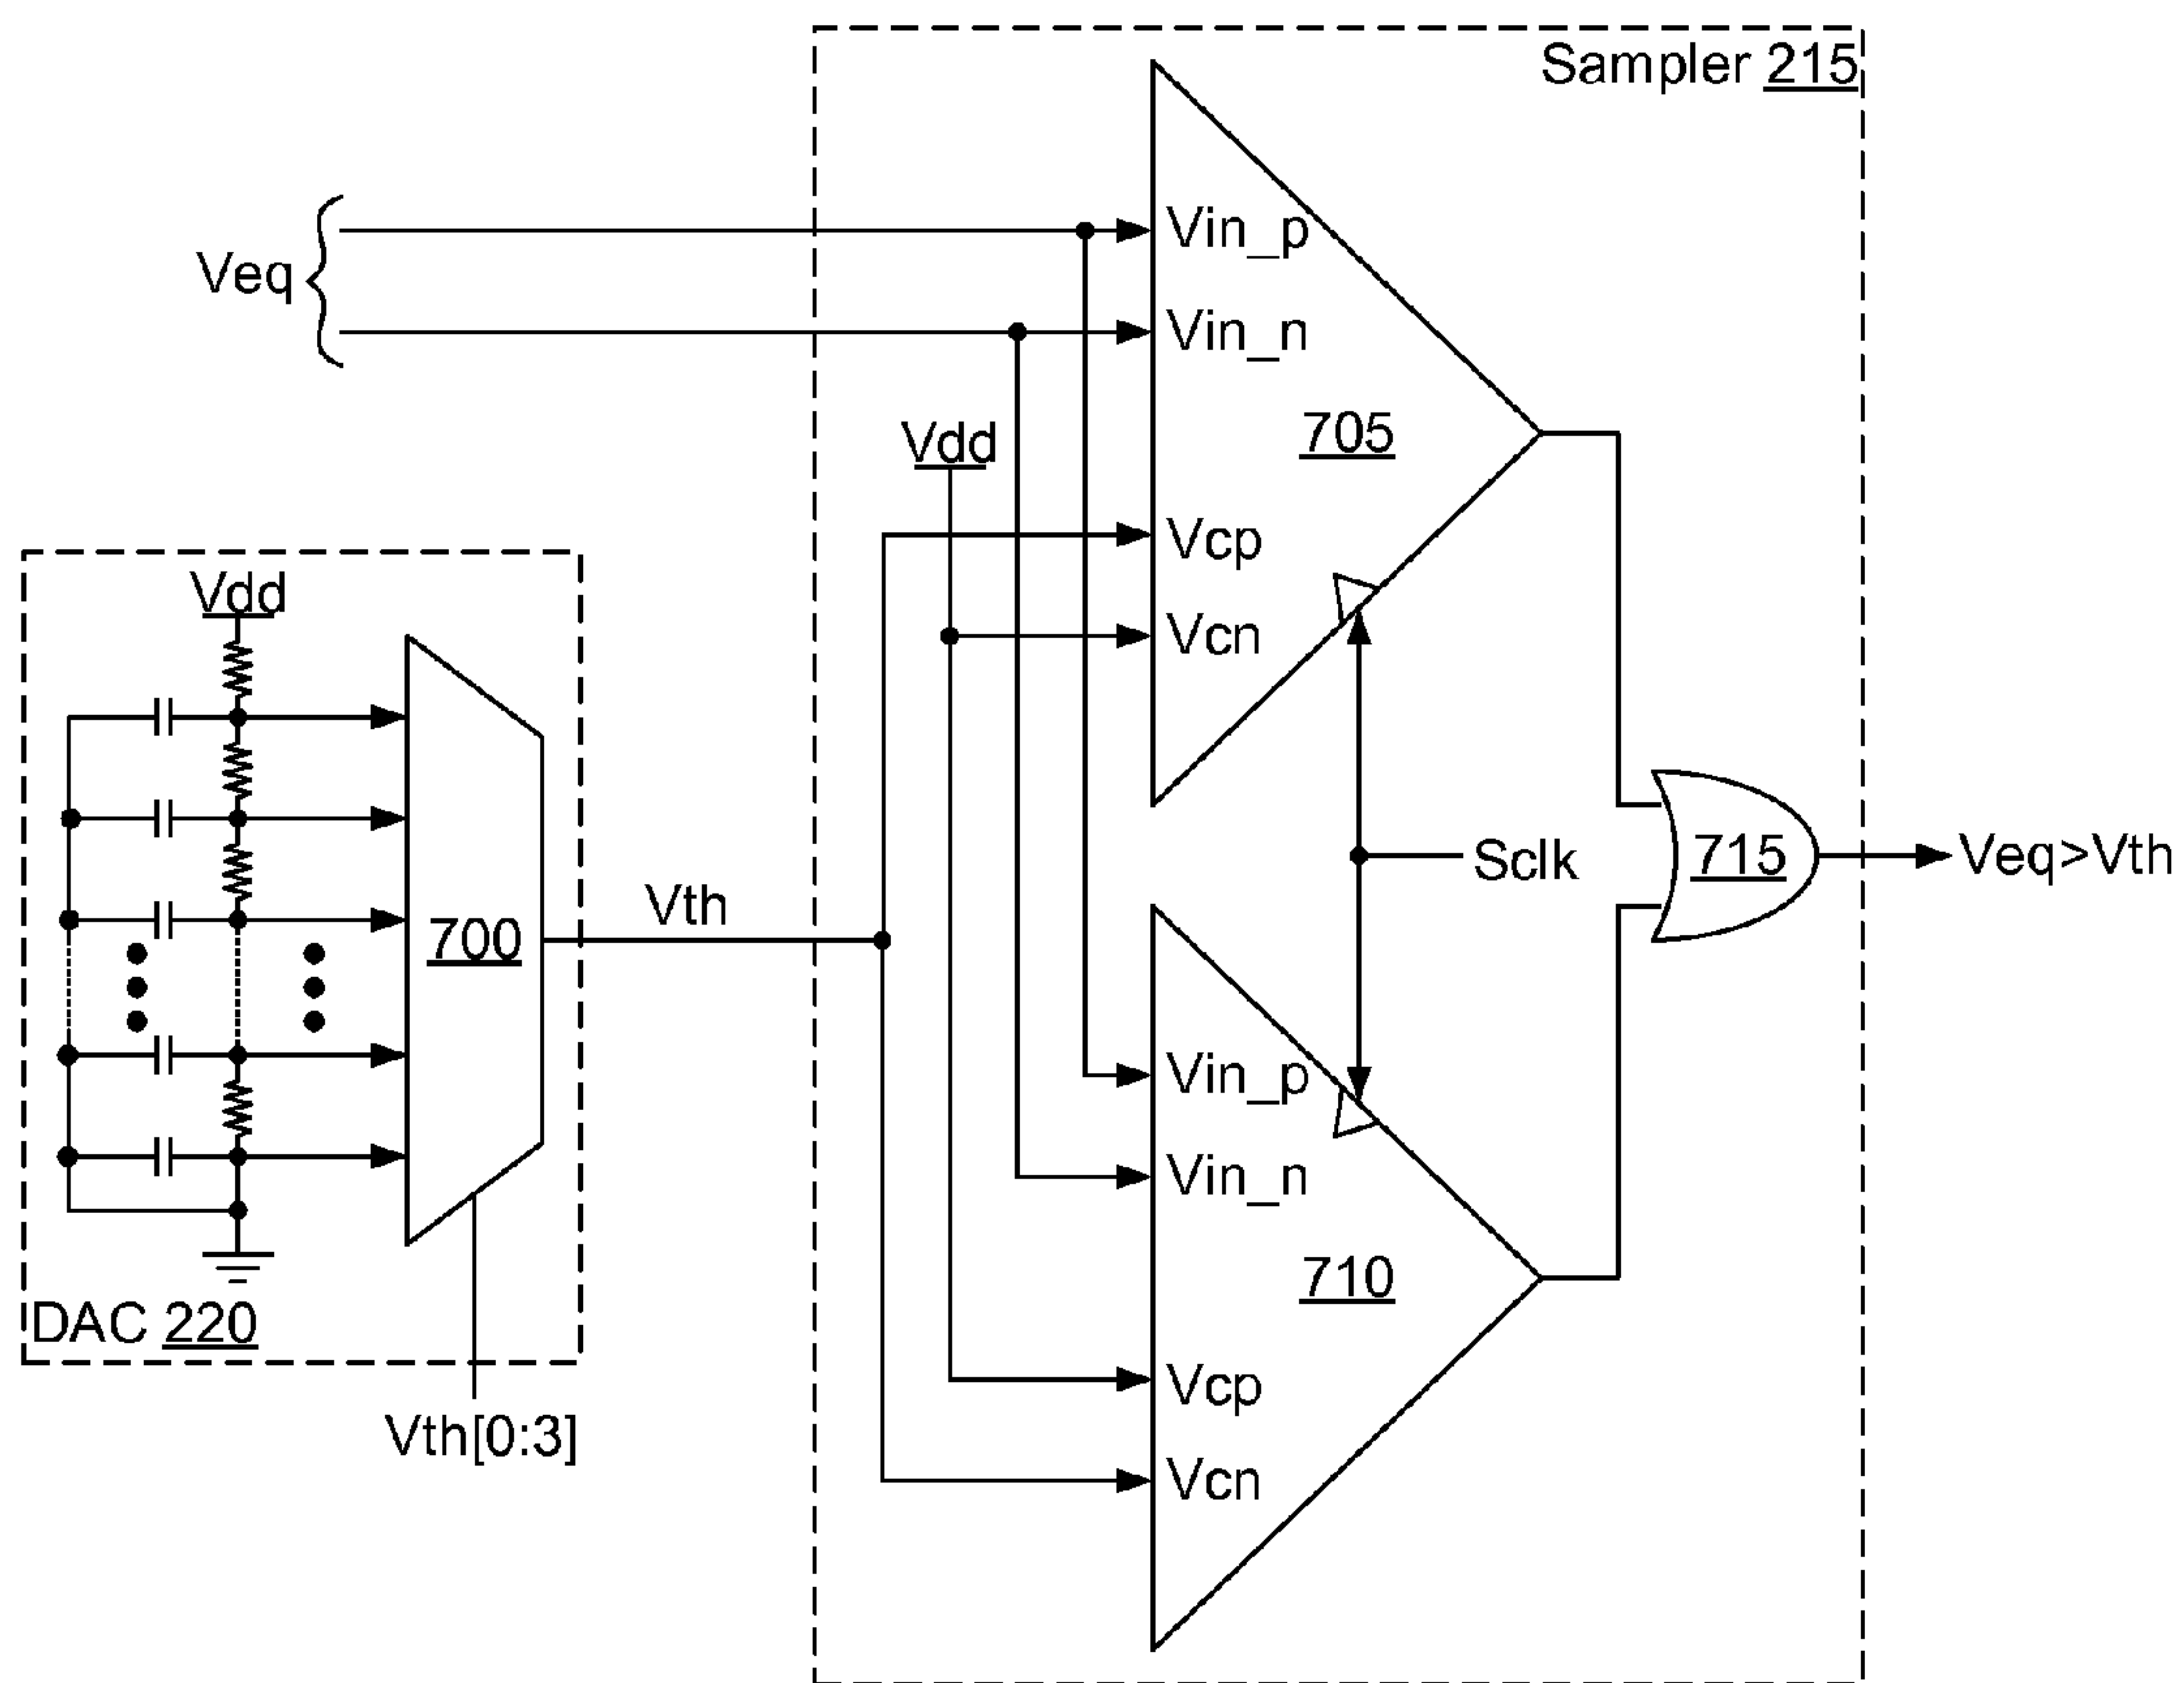 Sampler 215
Veq
Vin_p
Vin_n
705
Vdd
Vcp
Vcn
Vdd
700
Vth
Sclk
715
Veq>Vth
Vin_p
Vin_n
710
Vcp
Vcn
DAC 220
Vth[0:3]